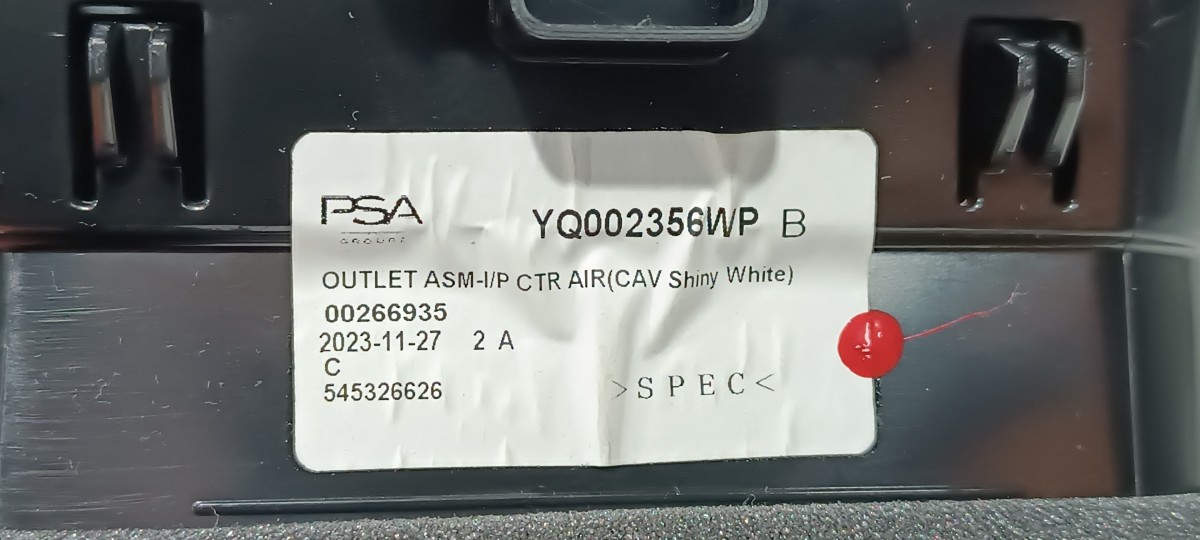 PSA
GROUPE
YQ002356WP B
OUTLET ASM-I/P CTR AIR(CAV Shiny White)
00266935
2023-11-27 2 A
C
545326626
>SPEC<